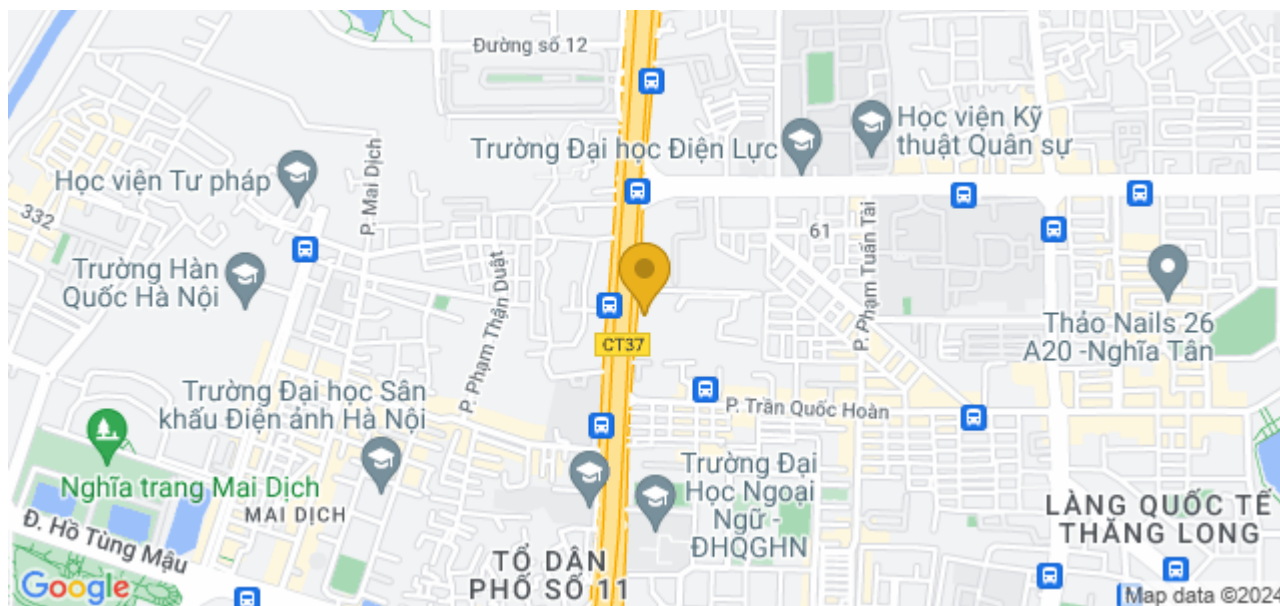 Đường số 12
Trường Đại học Điện Lực
Học viện Kỹ
thuật Quân sự
Học viện Tư pháp
P. Mai Dịch
332
61
P. Phạm Tuấn Tài
Trường Hàn
Quốc Hà Nội
P. Phạm Thận Duật
CT37
Thảo Nails 26
A20 -Nghĩa Tân
Trường Đại học Sân
khấu Điện ảnh Hà Nội
P. Trần Quốc Hoàn
Nghĩa trang Mai Dịch
MAI DỊCH
Trường Đại
Học Ngoại
Ngữ -
ĐHQGHN
LÀNG QUỐC TẾ
THĂNG LONG
Đ. Hồ Tùng Mậu
TỔ DÂN
PHỐ SỐ 11
Google
Map data ©2024